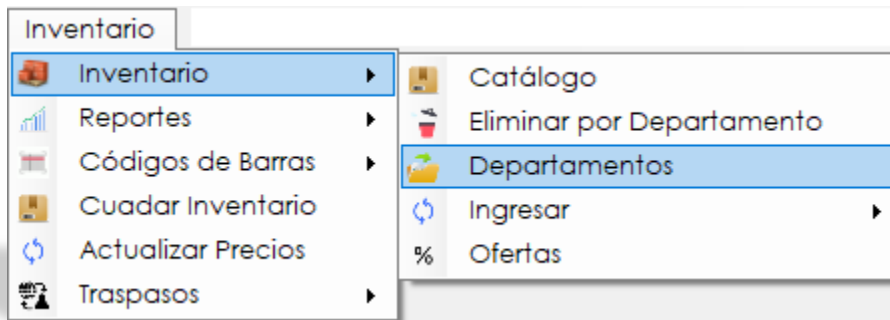 Inventario
Inventario
Reportes
Códigos de Barras
Cuadar Inventario
Actualizar Precios
Traspasos
Catálogo
Eliminar por Departamento
Departamentos
Ingresar
% Ofertas